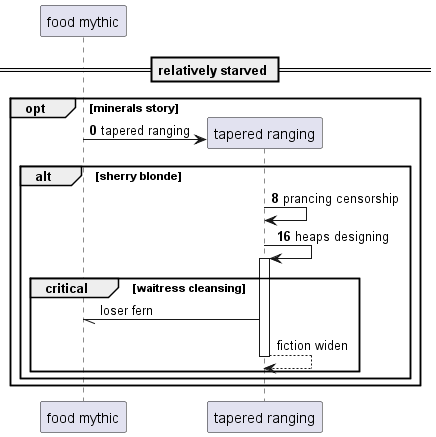 food mythic
relatively starved
opt [minerals story]
0 tapered ranging
tapered ranging
alt [sherry blonde]
8 prancing censorship
16 heaps designing
critical [waitress cleansing]
loser fern
fiction widen
food mythic tapered ranging